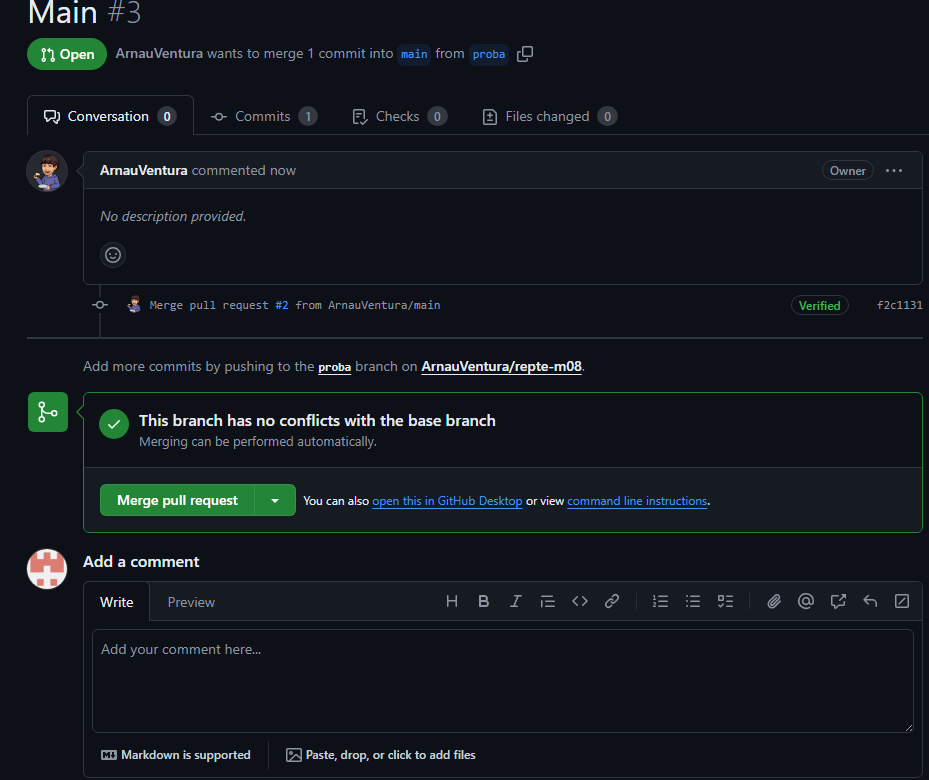 Main #3
Open ArnauVentura wants to merge 1 commit into main from proba
Conversation 0 Commits 1 Checks 0 Files changed 0
ArnauVentura commented now Owner
No description provided.
Merge pull request #2 from ArnauVentura/main Verified f2c1131
Add more commits by pushing to the proba branch on ArnauVentura/repte-m08.
This branch has no conflicts with the base branch
Merging can be performed automatically.
Merge pull request You can also open this in GitHub Desktop or view command line instructions.
Add a comment
Write Preview
Add your comment here...
Markdown is supported Paste, drop, or click to add files